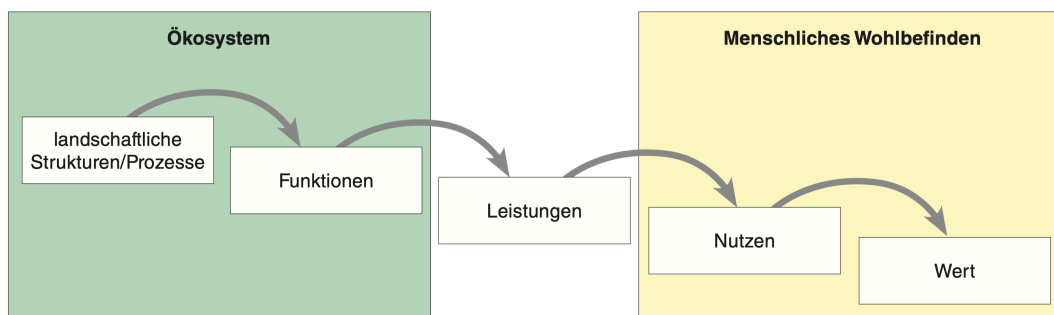 Ökosystem
Menschliches Wohlbefinden
landschaftliche
Strukturen/Prozesse
Funktionen
Leistungen
Nutzen
Wert